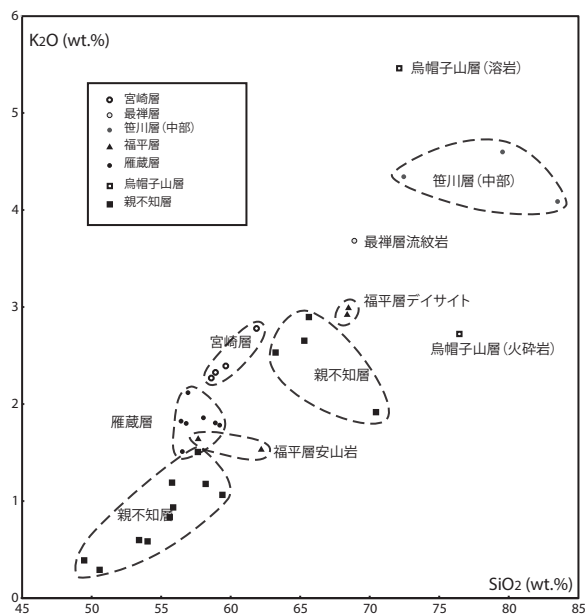 K2O (wt.%)
6
5
4
3
2
1
0
宮崎層
最禅層
笹川層（中部）
福平層
雁蔵層
烏帽子山層
親不知層
烏帽子山層（溶岩）
笹川層（中部）
最禅層流紋岩
福平層デイサイト
宮崎層
烏帽子山層（火砕岩）
親不知層
雁蔵層
福平層安山岩
親不知層
SiO2 (wt.%)
45 50 55 60 65 70 75 80 85